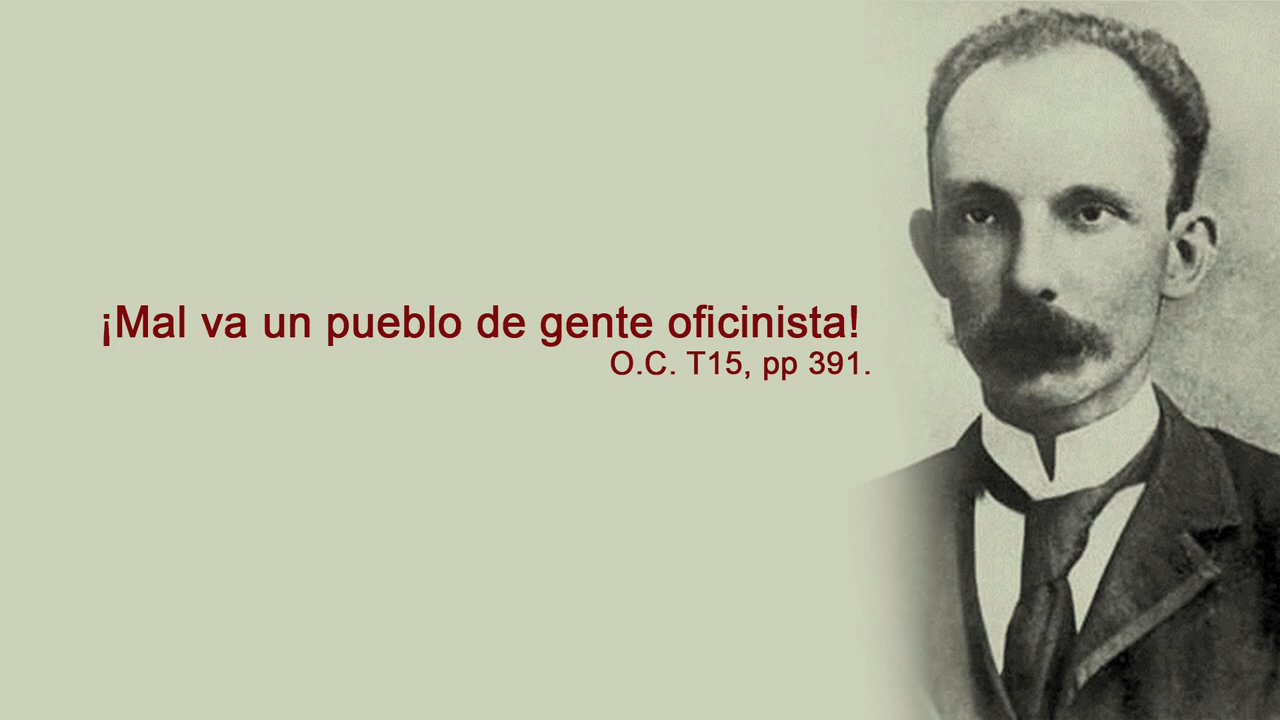 ¡Mal va un pueblo de gente oficinista!
O.C. T15, pp 391.